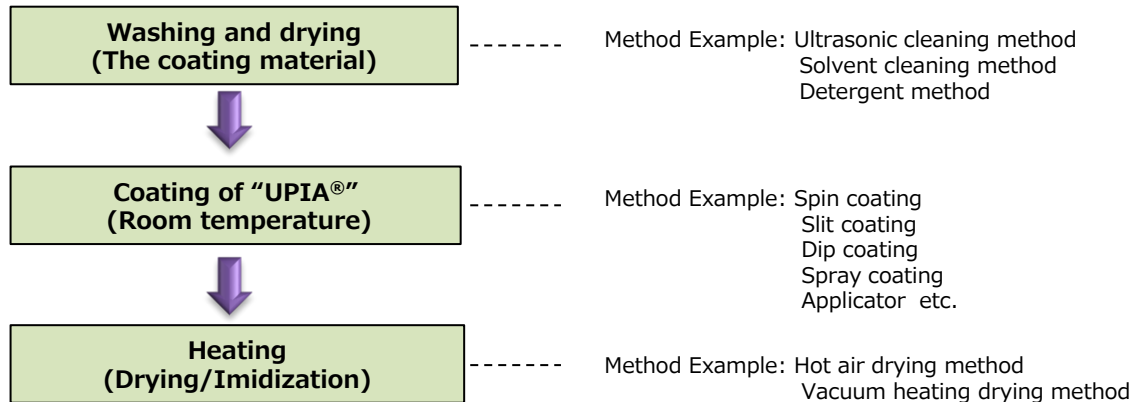 Washing and drying
(The coating material)
Method Example: Ultrasonic cleaning method
Solvent cleaning method
Detergent method
Coating of “UPIA®”
(Room temperature)
Method Example: Spin coating
Slit coating
Dip coating
Spray coating
Applicator etc.
Heating
(Drying/Imidization)
Method Example: Hot air drying method
Vacuum heating drying method